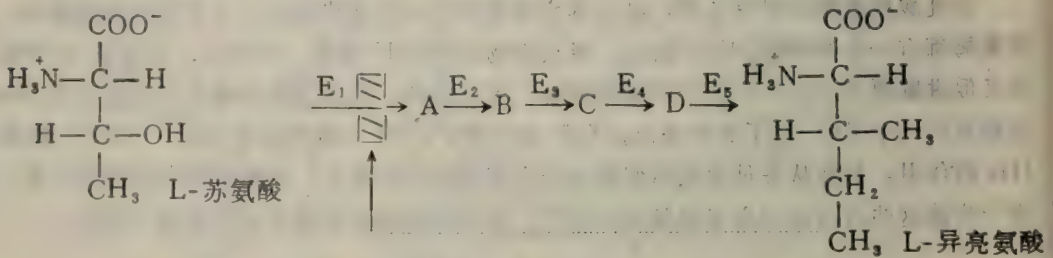 COO⁻
H₃N⁺—C—H
H—C—OH
CH₃ L-苏氨酸
E₁ A E₂ B E₃ C E₄ D E₅
COO⁻
H₃N⁺—C—H
H—C—CH₃
CH₂
CH₃ L-异亮氨酸